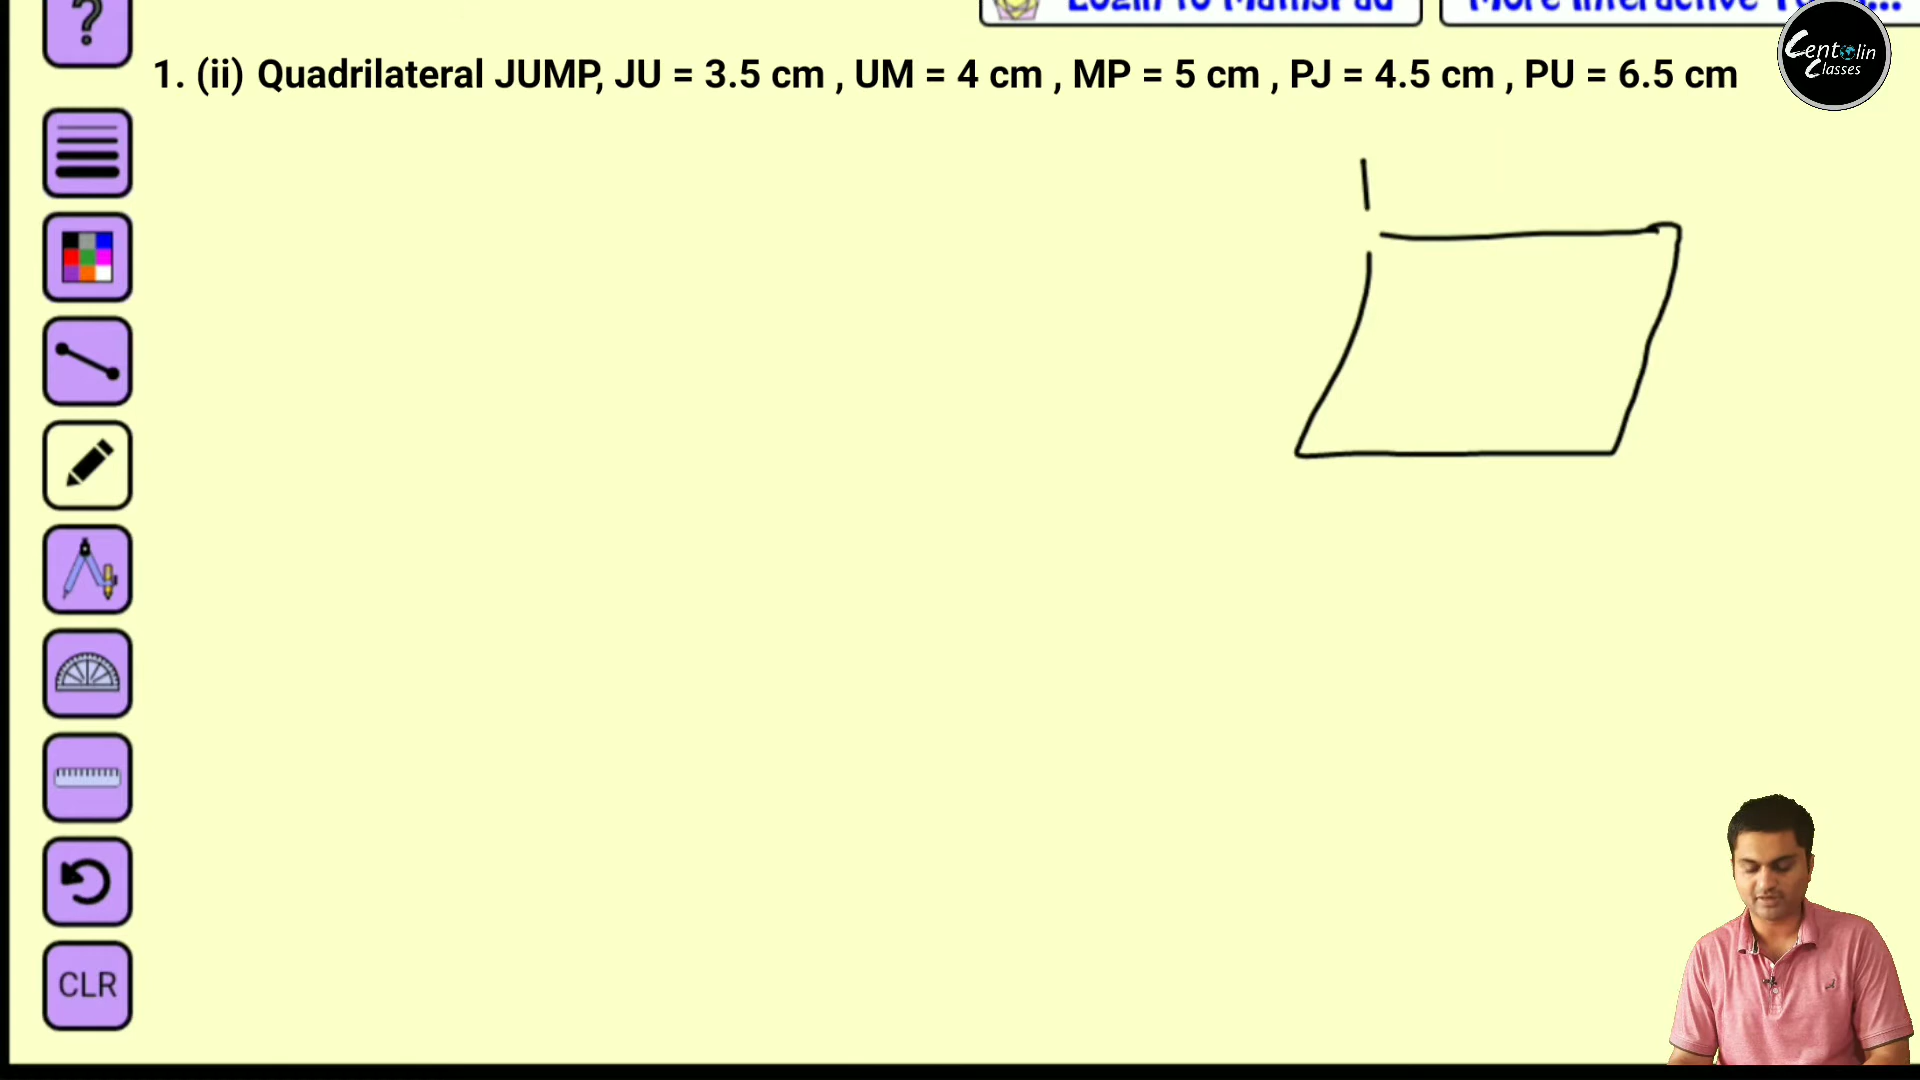 ?
1. (ii) Quadrilateral JUMP, JU = 3.5 cm , UM = 4 cm , MP = 5 cm , PJ = 4.5 cm , PU = 6.5 cm
Centolin
Classes
CLR